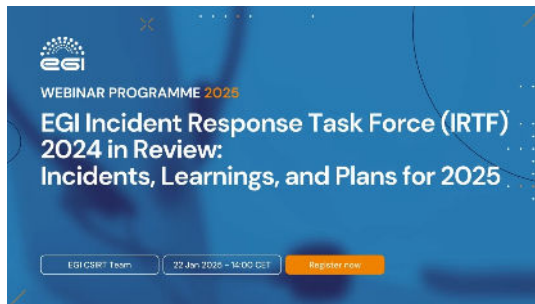 egi
WEBINAR PROGRAMME 2025
EGI Incident Response Task Force (IRTF)
2024 in Review:
Incidents, Learnings, and Plans for 2025
EGI CSIRT Team
22 Jan 2025 - 14:00 CET
Register now